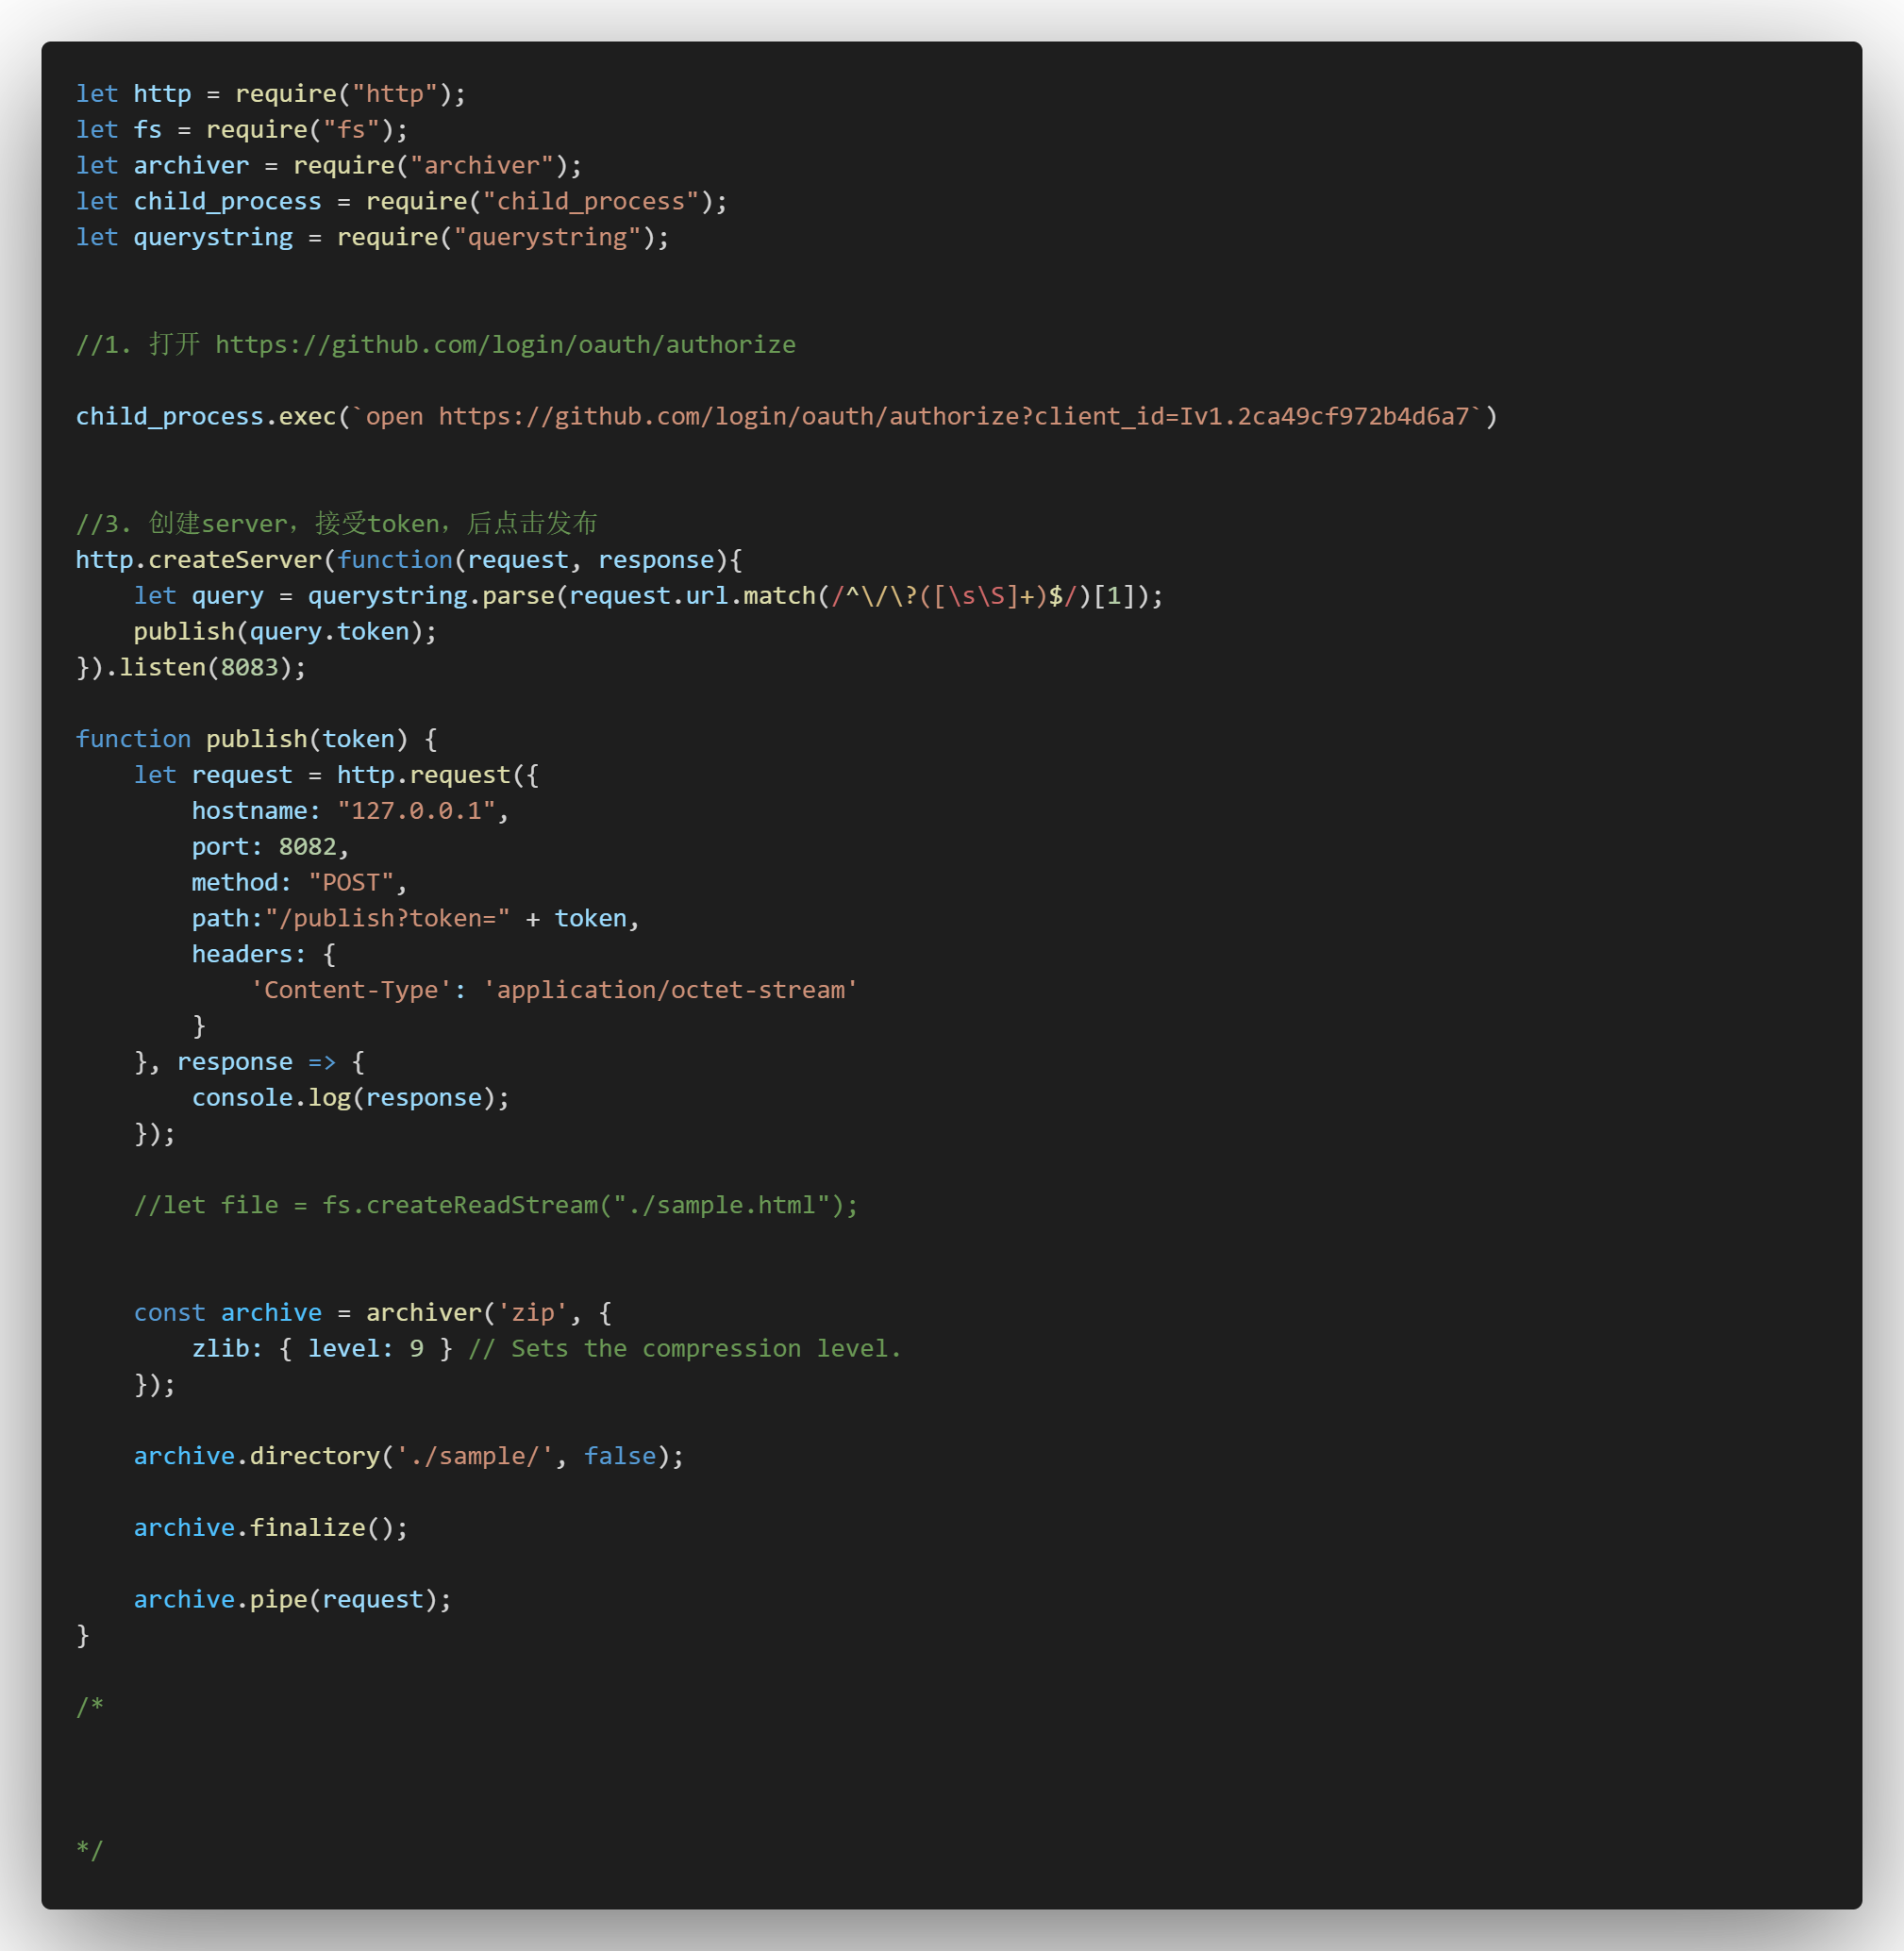 let http = require("http");
let fs = require("fs");
let archiver = require("archiver");
let child_process = require("child_process");
let querystring = require("querystring");
//1. 打开 https://github.com/login/oauth/authorize
child_process.exec(`open https://github.com/login/oauth/authorize?client_id=Iv1.2ca49cf972b4d6a7`)
//3. 创建server，接受token，后点击发布
http.createServer(function(request, response){
    let query = querystring.parse(request.url.match(/^\/\?([\s\S]+)$/)[1]);
    publish(query.token);
}).listen(8083);
function publish(token) {
    let request = http.request({
        hostname: "127.0.0.1",
        port: 8082,
        method: "POST",
        path:"/publish?token=" + token,
        headers: {
            'Content-Type': 'application/octet-stream'
        }
    }, response => {
        console.log(response);
    });
    //let file = fs.createReadStream("./sample.html");
    const archive = archiver('zip', {
        zlib: { level: 9 } // Sets the compression level.
    });
    archive.directory('./sample/', false);
    archive.finalize();
    archive.pipe(request);
}
/*
*/